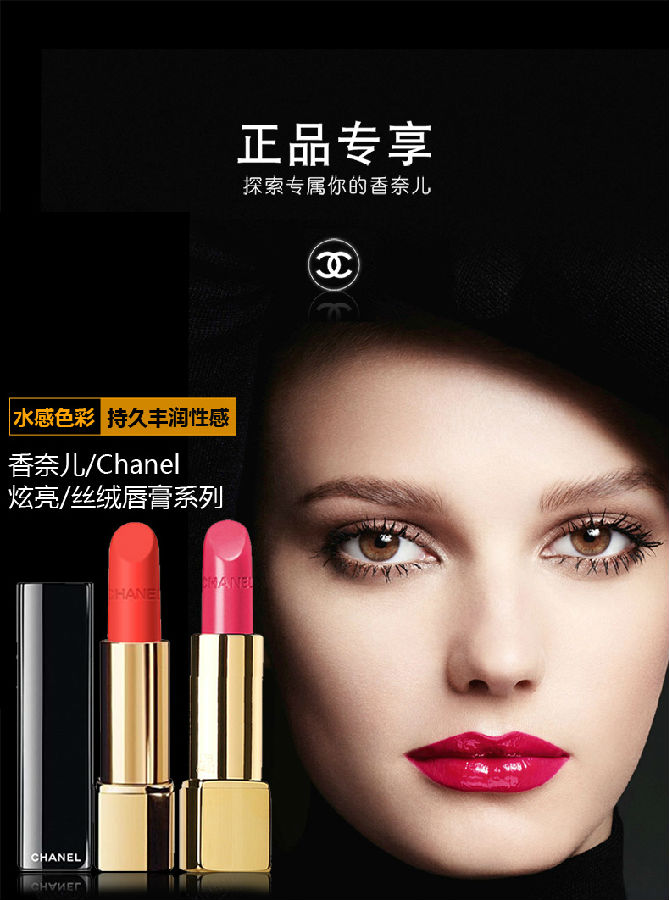 正品专享
探索专属你的香奈儿
水感色彩 持久丰润性感
香奈儿/Chanel
炫亮/丝绒唇膏系列
CHANEL
CHANEL
CHANEL